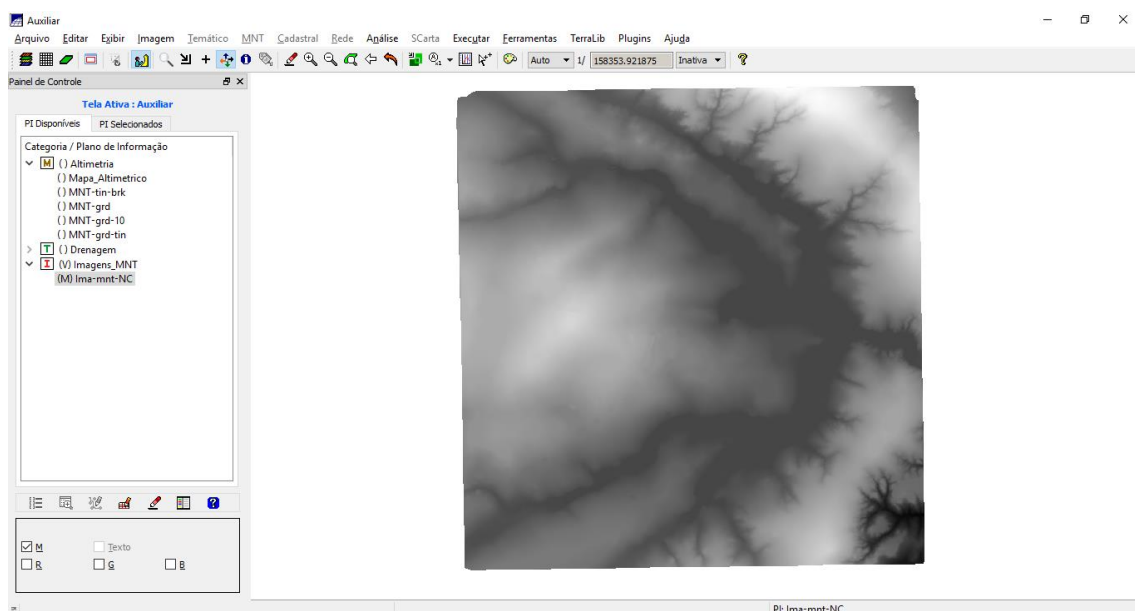 Auxiliar
Arquivo Editar Exibir Imagem Temático MNT Cadastral Rede Análise SCarta Executar Ferramentas TerraLib Plugins Ajuda
Auto 1/ 158353.921875 Inativa
Painel de Controle
Tela Ativa : Auxiliar
PI Disponíveis PI Selecionados
Categoria / Plano de Informação
M () Altimetria
() Mapa_Altimetrico
() MNT-tin-brk
() MNT-grd
() MNT-grd-10
() MNT-grd-tin
T () Drenagem
I (V) Imagens_MNT
(M) Ima-mnt-NC
M Texto
R G B
PI: Ima-mnt-NC